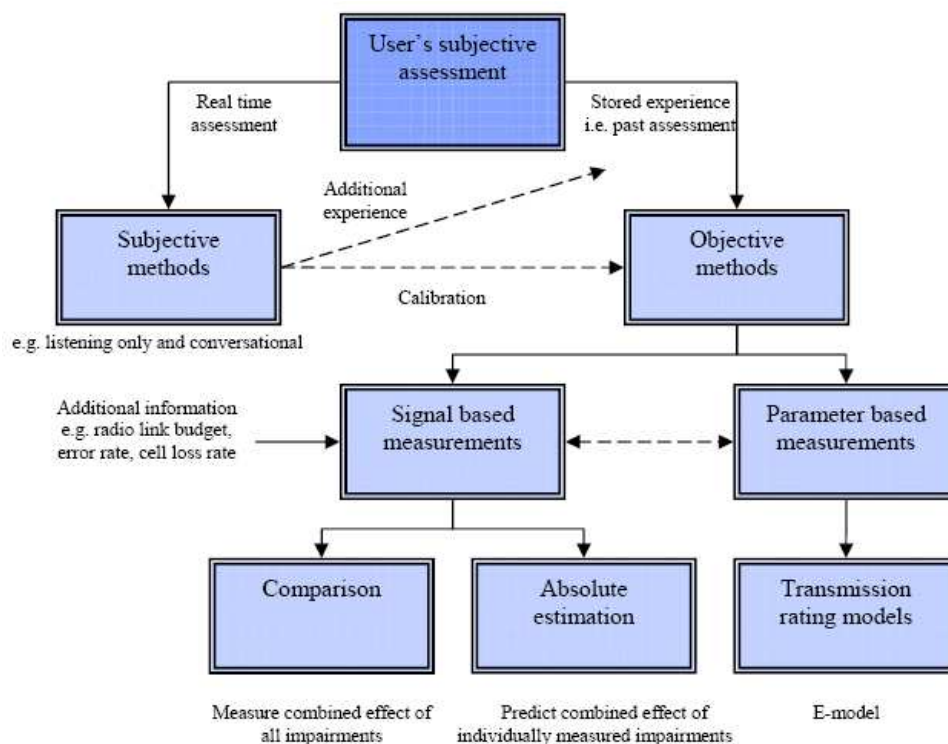 User's subjective
assessment
Real time
assessment
Stored experience
i.e. past assessment
Additional
experience
Subjective
methods
Objective
methods
Calibration
e.g. listening only and conversational
Additional information
e.g. radio link budget,
error rate, cell loss rate
Signal based
measurements
Parameter based
measurements
Comparison
Absolute
estimation
Transmission
rating models
Measure combined effect of
all impairments
Predict combined effect of
individually measured impairments
E-model